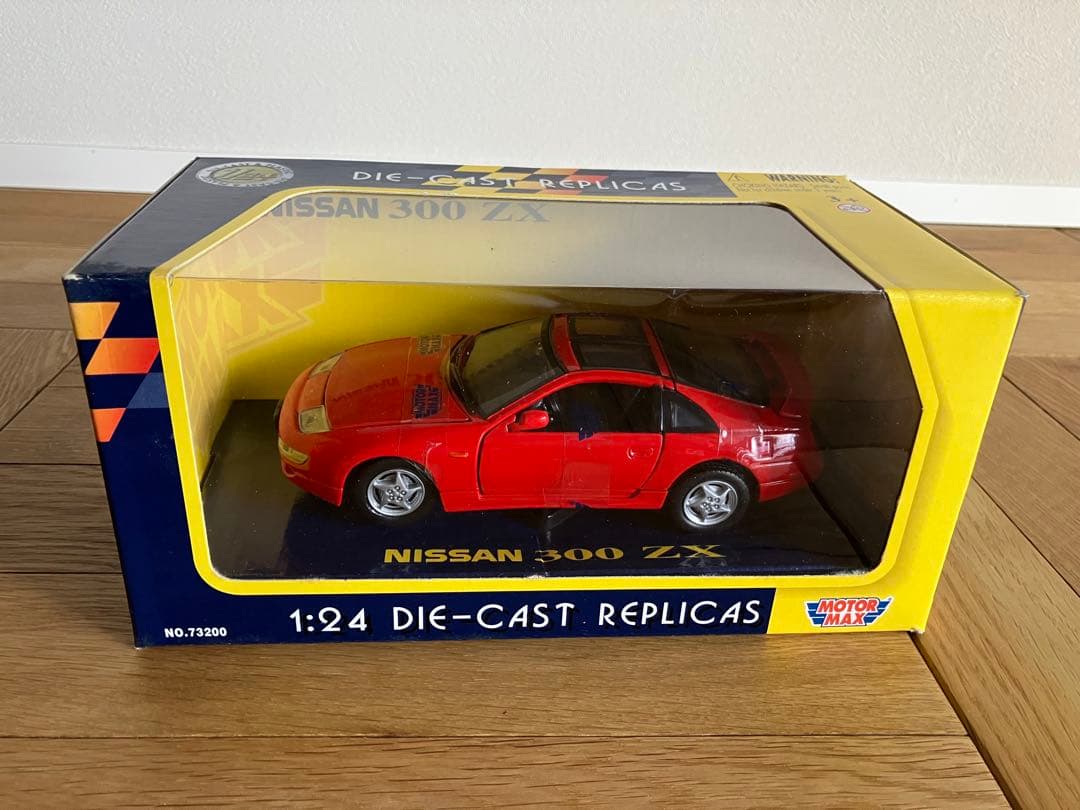 DIE-CAST REPLICAS
WARNING:
3+
NISSAN 300 ZX
NISSAN 300 ZX
1:24 DIE-CAST REPLICAS
NO.73200
MOTOR
MAX